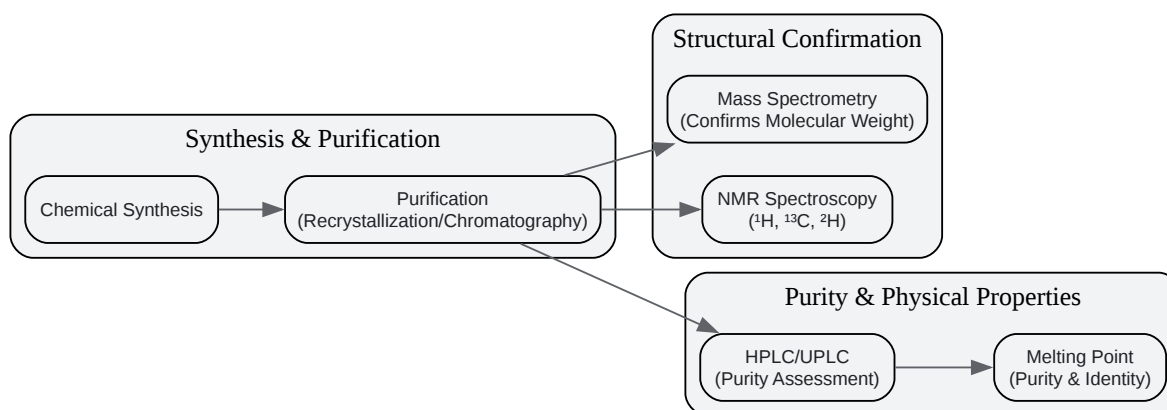 Structural Confirmation
Mass Spectrometry
(Confirms Molecular Weight)
Synthesis & Purification
Chemical Synthesis
Purification
(Recrystallization/Chromatography)
NMR Spectroscopy
(¹H, ¹³C, ²H)
Purity & Physical Properties
HPLC/UPLC
(Purity Assessment)
Melting Point
(Purity & Identity)